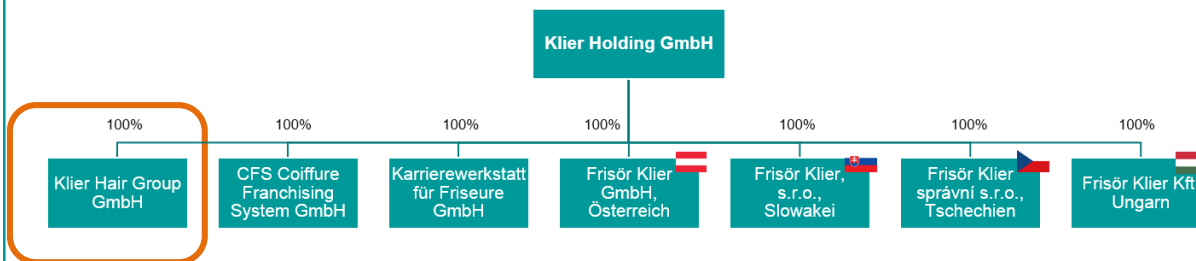 Klier Holding GmbH
100%
100%
100%
100%
100%
100%
100%
Klier Hair Group
GmbH
CFS Coiffure
Franchising
System GmbH
Karrierewerkstatt
für Friseure
GmbH
Frisör Klier
GmbH,
Österreich
Frisör Klier,
s.r.o.,
Slowakei
Frisör Klier
správní s.r.o.,
Tschechien
Frisör Klier Kft
Ungarn